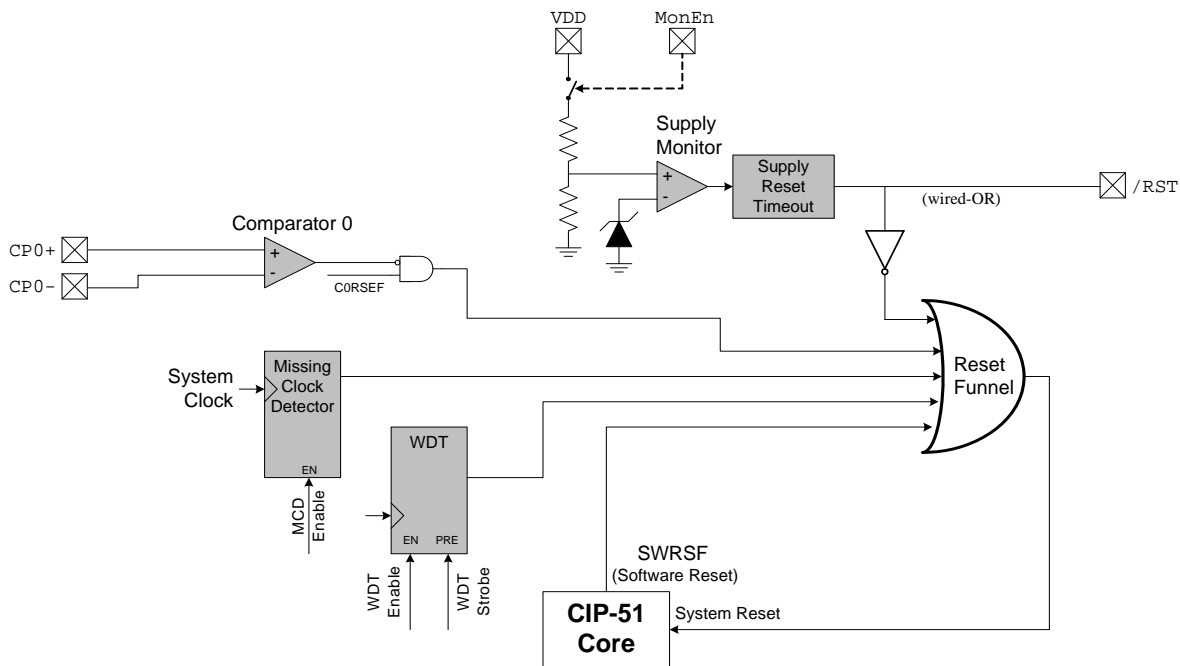 VDD
MonEn
Supply
Monitor
+
-
Supply
Reset
Timeout
(wired-OR)
/RST
Comparator 0
CP0+
CP0-
+
-
C0RSEF
System
Clock
Missing
Clock
Detector
EN
MCD
Enable
WDT
EN
PRE
WDT
Enable
WDT
Strobe
Reset
Funnel
SWRSF
(Software Reset)
CIP-51
Core
System Reset